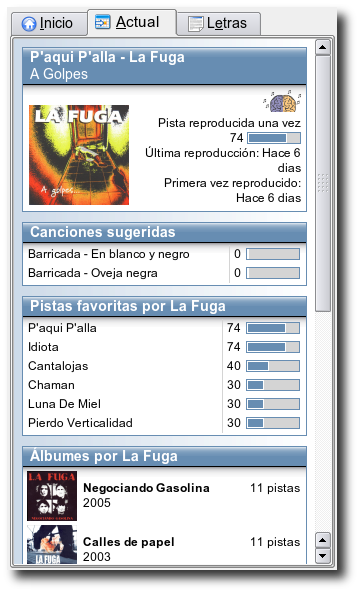 Inicio
Actual
Letras
P'aqui P'alla - La Fuga
A Golpes
LA FUGA
A golpes...
Pista reproducida una vez
74
Última reproducción: Hace 6
dias
Primera vez reproducido:
Hace 6 dias
Canciones sugeridas
Barricada - En blanco y negro 0
Barricada - Oveja negra 0
Pistas favoritas por La Fuga
P'aqui P'alla 74
Idiota 74
Cantalojas 40
Chaman 30
Luna De Miel 30
Pierdo Verticalidad 30
Álbumes por La Fuga
LA FUGA
Negociando Gasolina 11 pistas
2005
Calles de papel 11 pistas
2003
LA FUGA